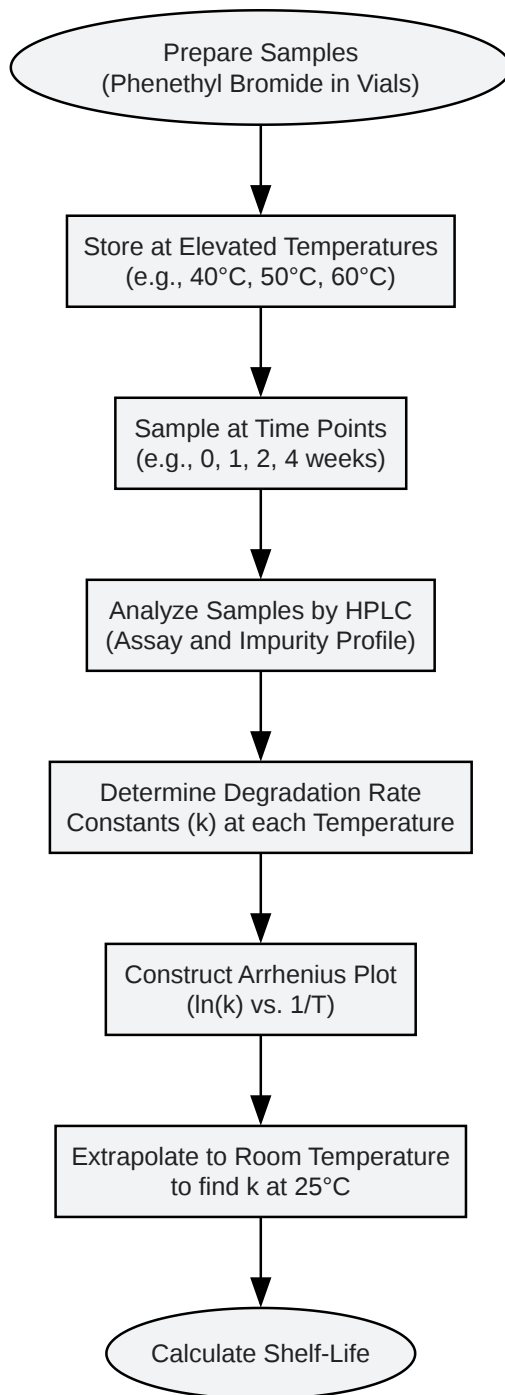 Prepare Samples
(Phenethyl Bromide in Vials)
Store at Elevated Temperatures
(e.g., 40°C, 50°C, 60°C)
Sample at Time Points
(e.g., 0, 1, 2, 4 weeks)
Analyze Samples by HPLC
(Assay and Impurity Profile)
Determine Degradation Rate
Constants (k) at each Temperature
Construct Arrhenius Plot
(ln(k) vs. 1/T)
Extrapolate to Room Temperature
to find k at 25°C
Calculate Shelf-Life